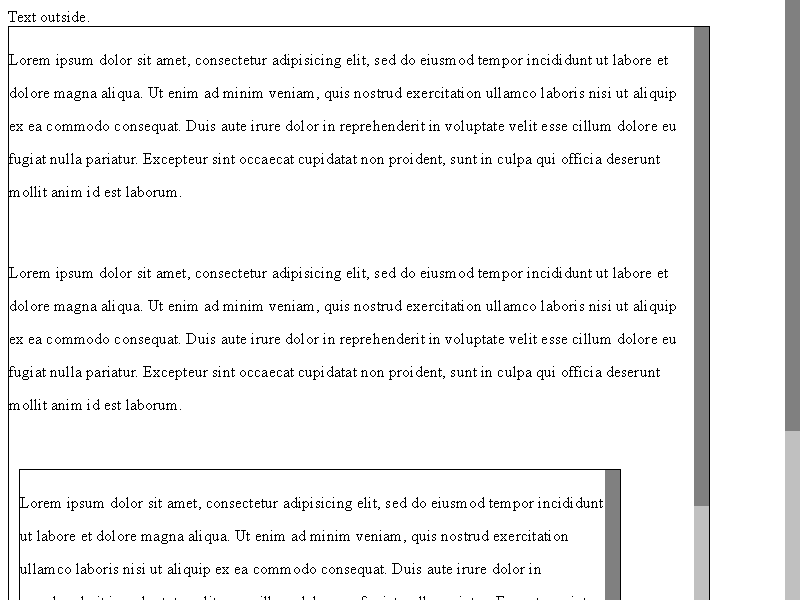 Text outside.
Lorem ipsum dolor sit amet, consectetur adipisicing elit, sed do eiusmod tempor incididunt ut labore et
dolore magna aliqua. Ut enim ad minim veniam, quis nostrud exercitation ullamco laboris nisi ut aliquip
ex ea commodo consequat. Duis aute irure dolor in reprehenderit in voluptate velit esse cillum dolore eu
fugiat nulla pariatur. Excepteur sint occaecat cupidatat non proident, sunt in culpa qui officia deserunt
mollit anim id est laborum.
Lorem ipsum dolor sit amet, consectetur adipisicing elit, sed do eiusmod tempor incididunt ut labore et
dolore magna aliqua. Ut enim ad minim veniam, quis nostrud exercitation ullamco laboris nisi ut aliquip
ex ea commodo consequat. Duis aute irure dolor in reprehenderit in voluptate velit esse cillum dolore eu
fugiat nulla pariatur. Excepteur sint occaecat cupidatat non proident, sunt in culpa qui officia deserunt
mollit anim id est laborum.
Lorem ipsum dolor sit amet, consectetur adipisicing elit, sed do eiusmod tempor incididunt
ut labore et dolore magna aliqua. Ut enim ad minim veniam, quis nostrud exercitation
ullamco laboris nisi ut aliquip ex ea commodo consequat. Duis aute irure dolor in